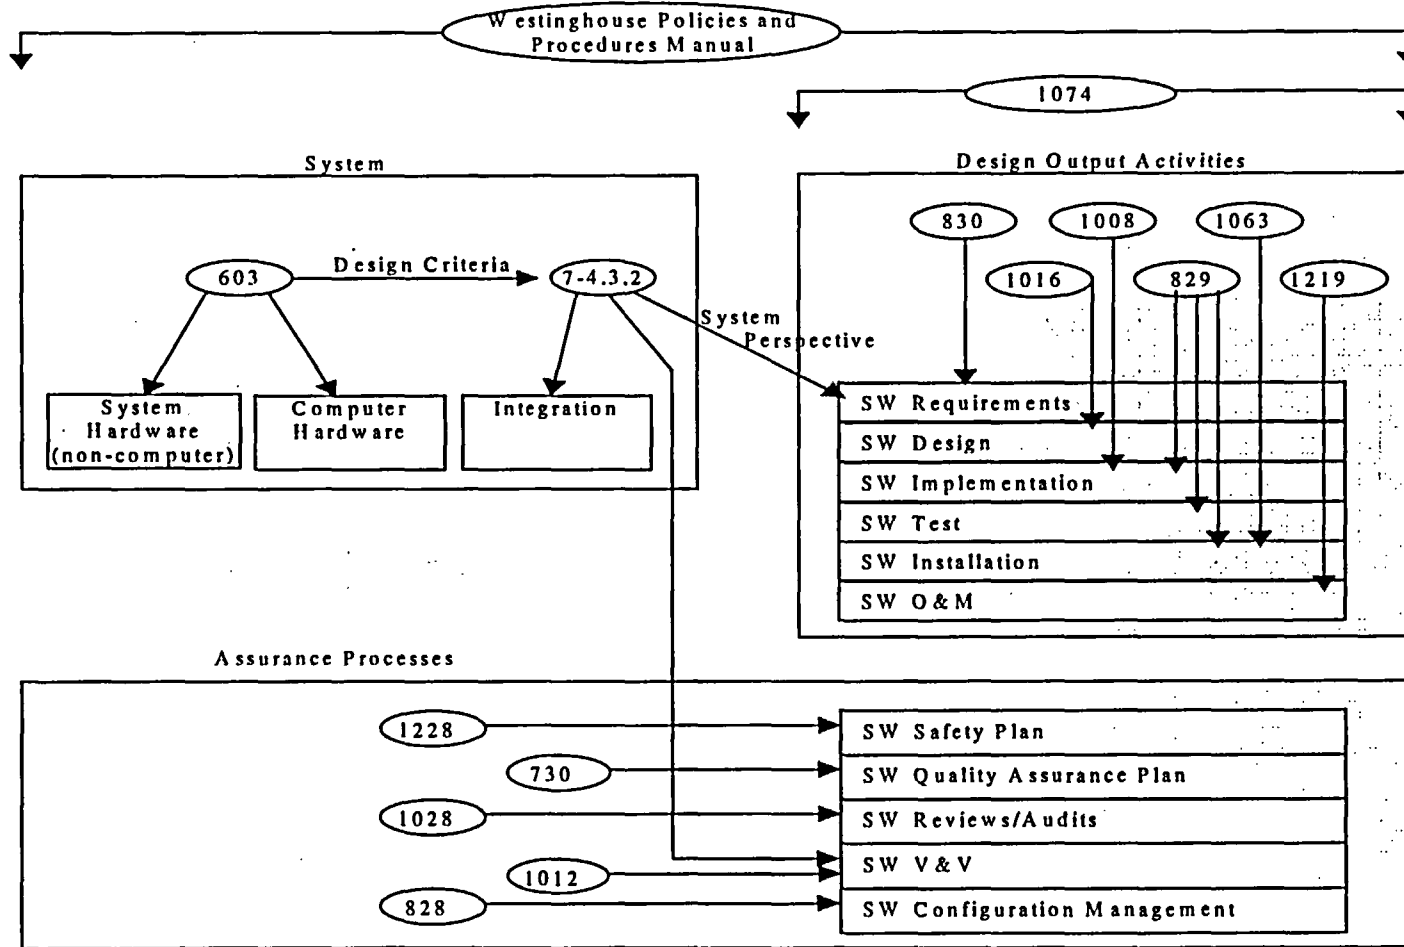 Westinghouse Policies and
Procedures Manual
1074
System
Design Output Activities
830
1008
1063
603
Design Criteria
7-4.3.2
1016
829
1219
System
Perspective
System
Hardware
(non-computer)
Computer
Hardware
Integration
SW Requirements
SW Design
SW Implementation
SW Test
SW Installation
SW O&M
Assurance Processes
1228
SW Safety Plan
730
SW Quality Assurance Plan
1028
SW Reviews/Audits
1012
SW V&V
828
SW Configuration Management